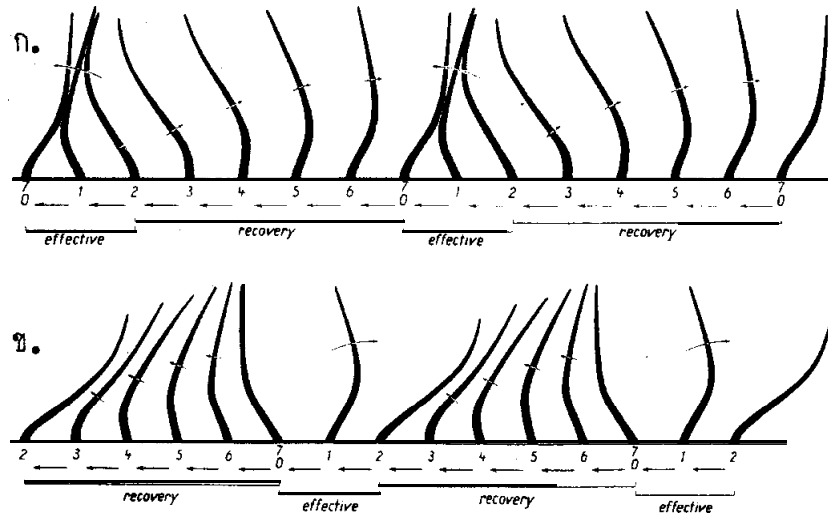 ก.
7 1 2 3 4 5 6 7 1 2 3 4 5 6 7
0 0 0
effective recovery effective recovery
ข.
2 3 4 5 6 7 1 2 3 4 5 6 7 1 2
0 0
recovery effective recovery effective